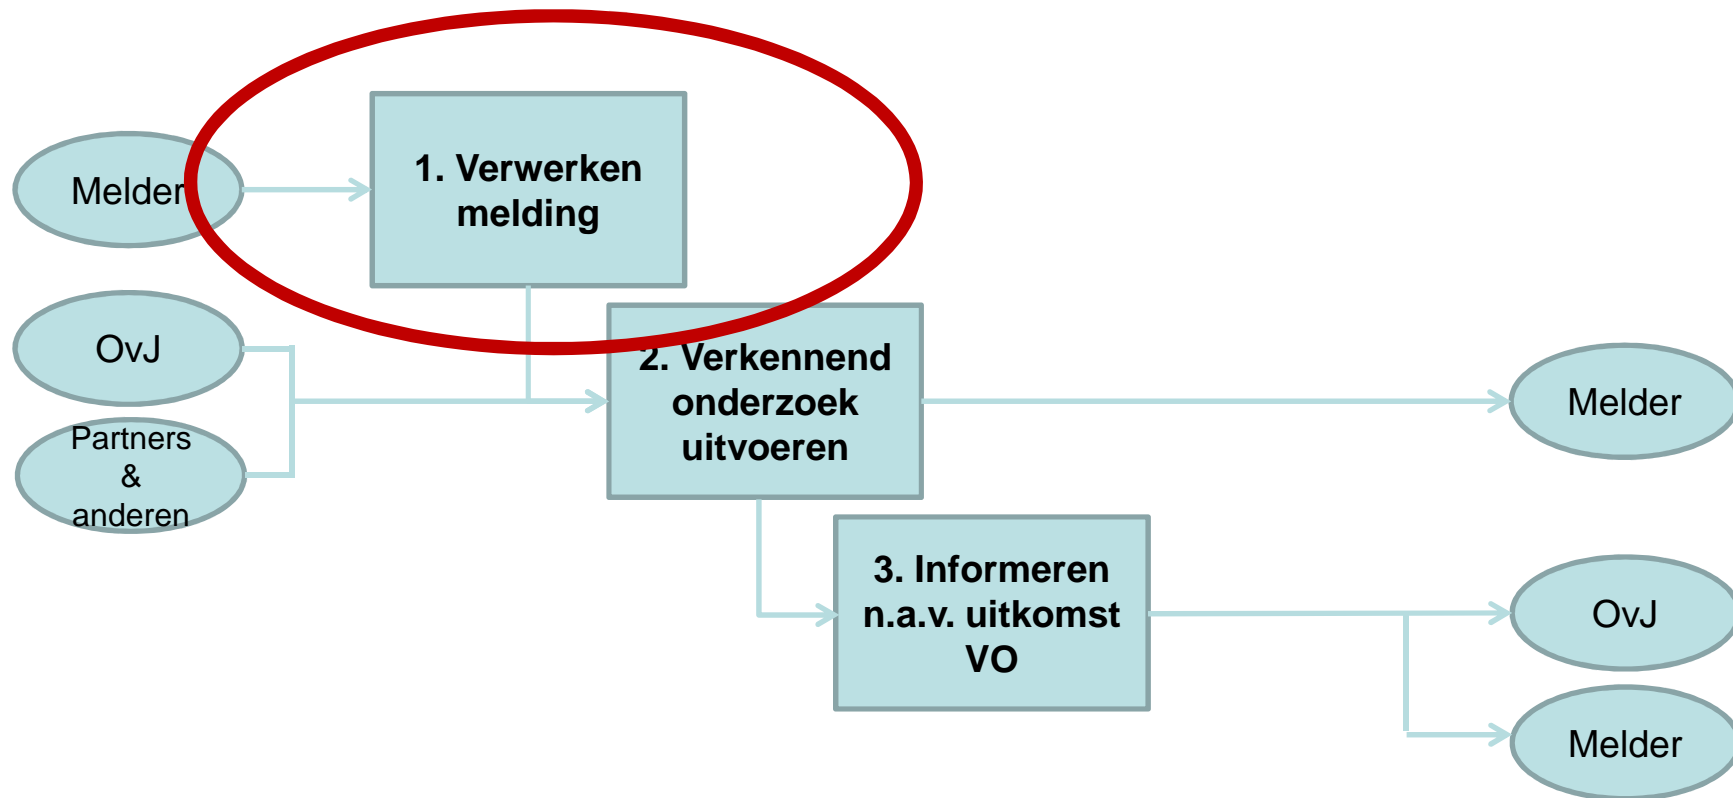 Melder
1. Verwerken
melding
OvJ
Partners
&
anderen
2. Verkennend
onderzoek
uitvoeren
Melder
3. Informeren
n.a.v. uitkomst
VO
OvJ
Melder